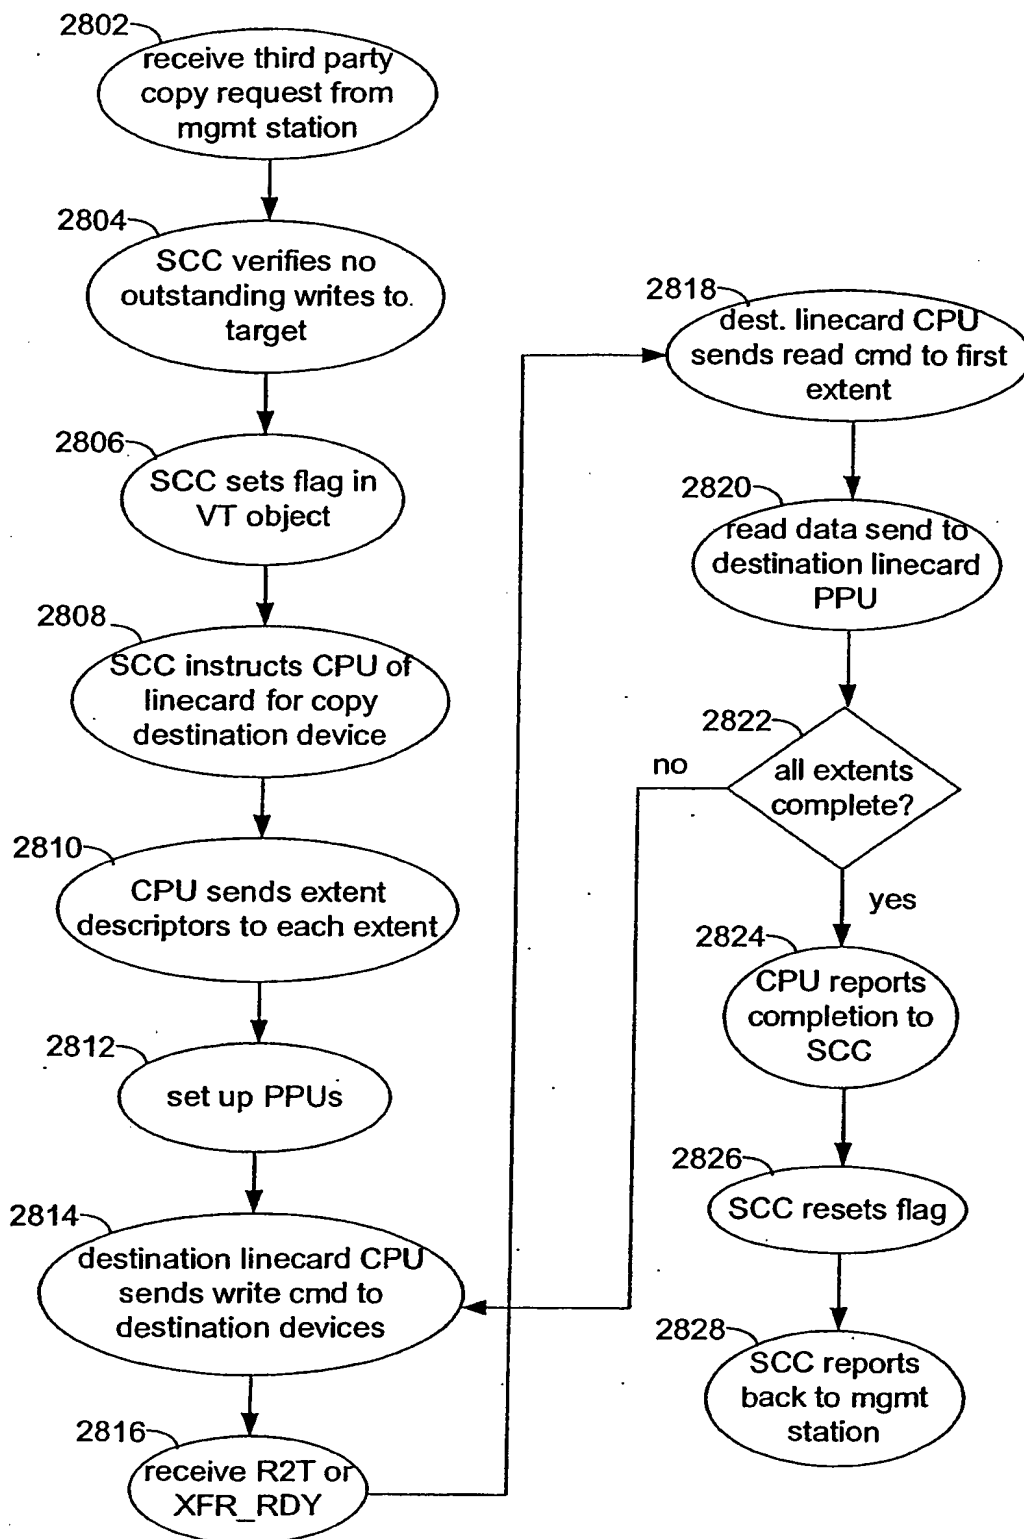 2802
receive third party
copy request from
mgmt station
2804
SCC verifies no
outstanding writes to.
target
2806
SCC sets flag in
VT object
2808
SCC instructs CPU of
linecard for copy
destination device
2810
CPU sends extent
descriptors to each extent
2812
set up PPUs
2814
destination linecard CPU
sends write cmd to
destination devices
2816
receive R2T or
XFR_RDY
2818
dest. linecard CPU
sends read cmd to first
extent
2820
read data send to
destination linecard
PPU
2822
no
all extents
complete?
yes
2824
CPU reports
completion to
SCC
2826
SCC resets flag
2828
SCC reports
back to mgmt
station